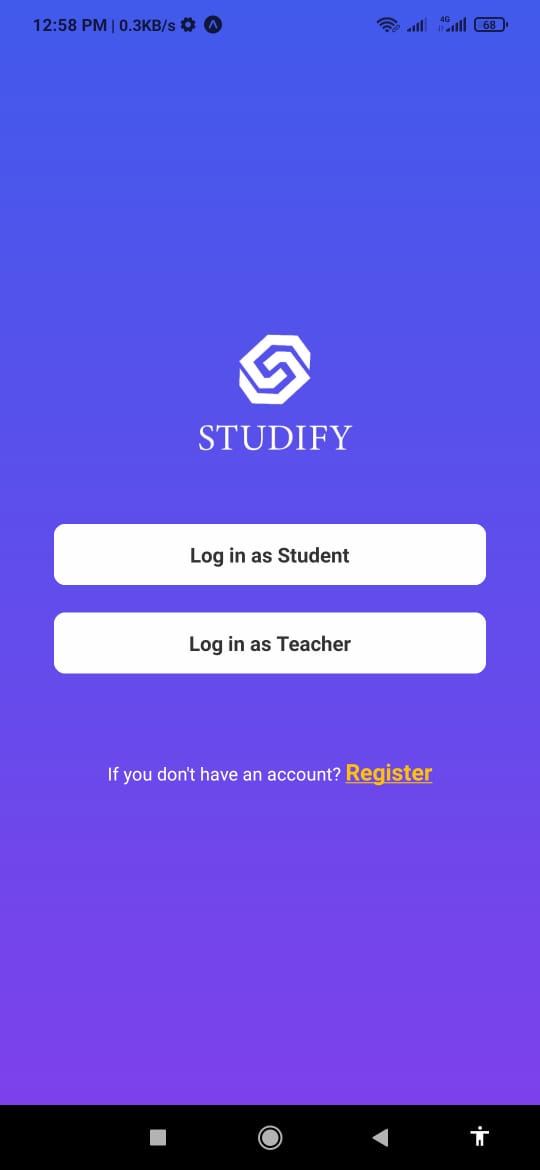 12:58 PM | 0.3KB/s
4G
68
STUDIFY
Log in as Student
Log in as Teacher
If you don't have an account? Register